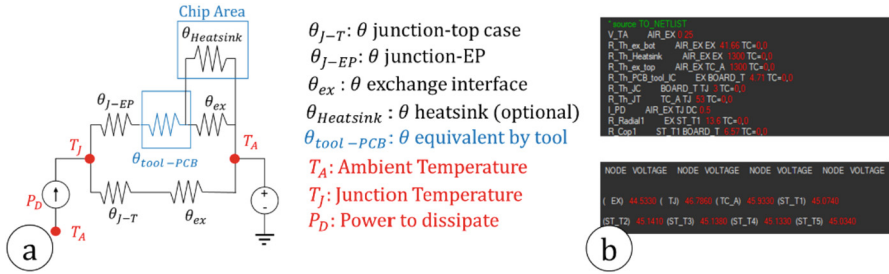 Chip Area
θHeatsink
θJ−EP
θex
θtool−PCB
TJ
TA
θJ−T
θex
PD
TA
a
θJ−T: θ junction-top case
θJ−EP: θ junction-EP
θex : θ exchange interface
θHeatsink : θ heatsink (optional)
θtool−PCB: θ equivalent by tool
TA: Ambient Temperature
TJ: Junction Temperature
PD: Power to dissipate
* source TO_NETLIST
V_TA AIR_EX 0 25
R_Th_ex_bot AIR_EX EX 41.66 TC=0,0
R_Th_Heatsink AIR_EX EX 1300 TC=0,0
R_Th_ex_top AIR_EX TC_A 1300 TC=0,0
R_Th_PCB_tool_IC EX BOARD_T 4.71 TC=0,0
R_Th_JC BOARD_T TJ 3 TC=0,0
R_Th_JT TC_A TJ 53 TC=0,0
I_PD AIR_EX TJ DC 0.5
R_Radial1 EX ST_T1 13.6 TC=0,0
R_Cop1 ST_T1 BOARD_T 6.57 TC=0,0
NODE VOLTAGE NODE VOLTAGE NODE VOLTAGE NODE VOLTAGE
( EX) 44.5330 ( TJ) 46.7860 (TC_A) 45.9330 (ST_T1) 45.0740
(ST_T2) 45.1410 (ST_T3) 45.1380 (ST_T4) 45.1330 (ST_T5) 45.0340
b